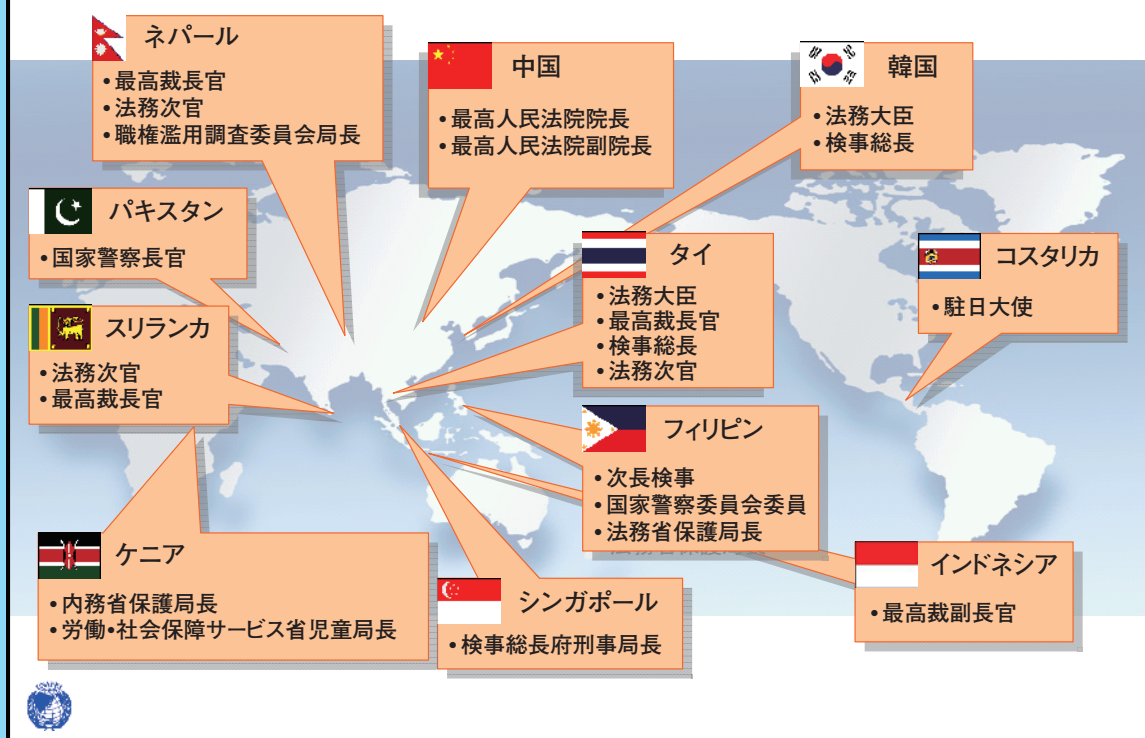 ネパール
•最高裁長官
•法務次官
•職権濫用調査委員会局長
中国
•最高人民法院院長
•最高人民法院副院長
韓国
•法務大臣
•検事総長
パキスタン
•国家警察長官
タイ
•法務大臣
•最高裁長官
•検事総長
•法務次官
コスタリカ
•駐日大使
スリランカ
•法務次官
•最高裁長官
フィリピン
•次長検事
•国家警察委員会委員
•法務省保護局長
ケニア
•内務省保護局長
•労働•社会保障サービス省児童局長
シンガポール
•検事総長府刑事局長
インドネシア
•最高裁副長官
UNAFEI